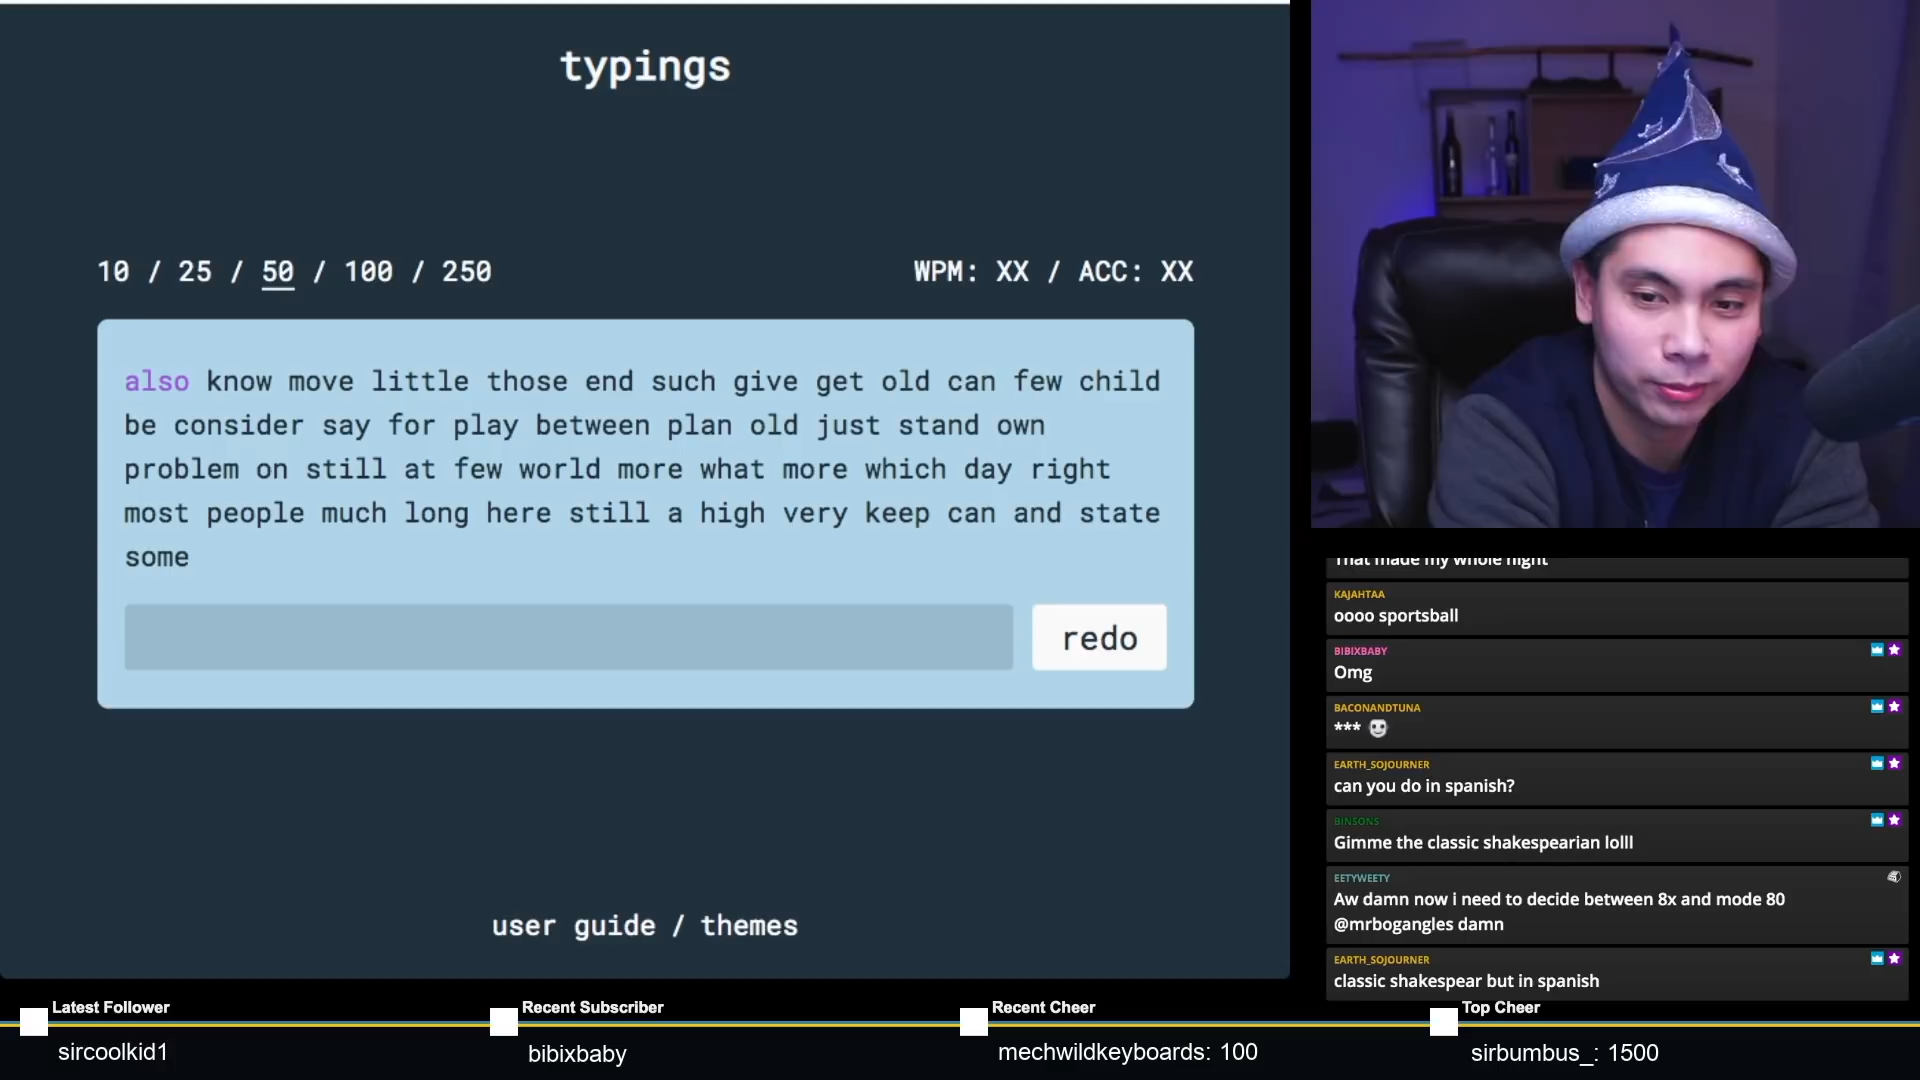 typings
10 / 25 / 50 / 100 / 250
WPM: XX / ACC: XX
also know move little those end such give get old can few child
be consider say for play between plan old just stand own
problem on still at few world more what more which day right
most people much long here still a high very keep can and state
some
redo
user guide / themes
That made my whole night
KAJAHTAA
oooo sportsball
BIBIXBABY
Omg
BACONANDTUNA
***
EARTH_SOJOURNER
can you do in spanish?
BINSONS
Gimme the classic shakespearian lolll
EETYWEETY
Aw damn now i need to decide between 8x and mode 80
@mrbogangles damn
EARTH_SOJOURNER
classic shakespear but in spanish
Latest Follower
sircoolkid1
Recent Subscriber
bibixbaby
Recent Cheer
mechwildkeyboards: 100
Top Cheer
sirbumbus_: 1500